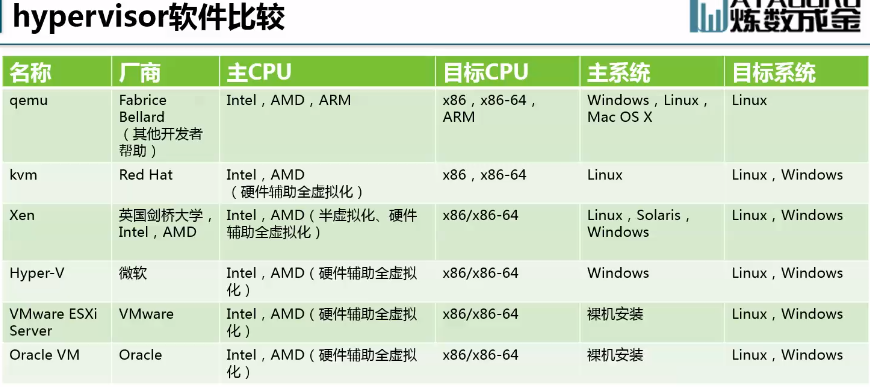 hypervisor软件比较
炼数成金
名称 厂商 主CPU 目标CPU 主系统 目标系统
qemu Fabrice Intel，AMD，ARM x86，x86-64， Windows，Linux， Linux
Bellard ARM Mac OS X
（其他开发者
帮助）
kvm Red Hat Intel，AMD x86，x86-64 Linux Linux，Windows
（硬件辅助全虚拟化）
Xen 英国剑桥大学， Intel，AMD（半虚拟化、硬件 x86/x86-64 Linux，Solaris， Linux，Windows
Intel，AMD 辅助全虚拟化） Windows
Hyper-V 微软 Intel，AMD（硬件辅助全虚拟 x86/x86-64 Windows Linux，Windows
化）
VMware ESXi VMware Intel，AMD（硬件辅助全虚拟 x86/x86-64 裸机安装 Linux，Windows
Server 化）
Oracle VM Oracle Intel，AMD（硬件辅助全虚拟 x86/x86-64 裸机安装 Linux，Windows
化）